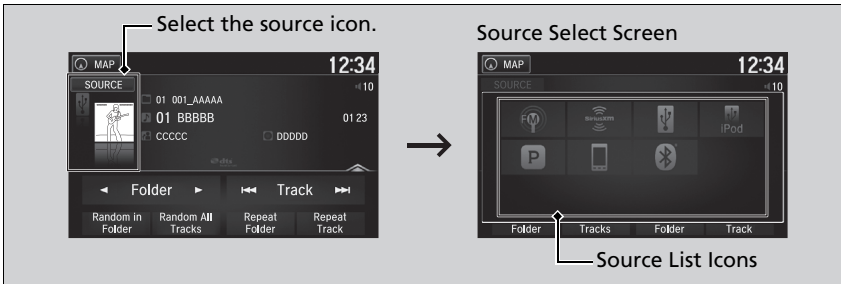 Select the source icon.
MAP
12:34
SOURCE
10
01 001_AAAAA
01 BBBBB
01 23
CCCCC
DDDDD
Folder
Track
Random in Folder
Random All Tracks
Repeat Folder
Repeat Track
Source Select Screen
MAP
12:34
SOURCE
10
FM
SiriusXM
iPod
P
Folder
Tracks
Folder
Track
Source List Icons